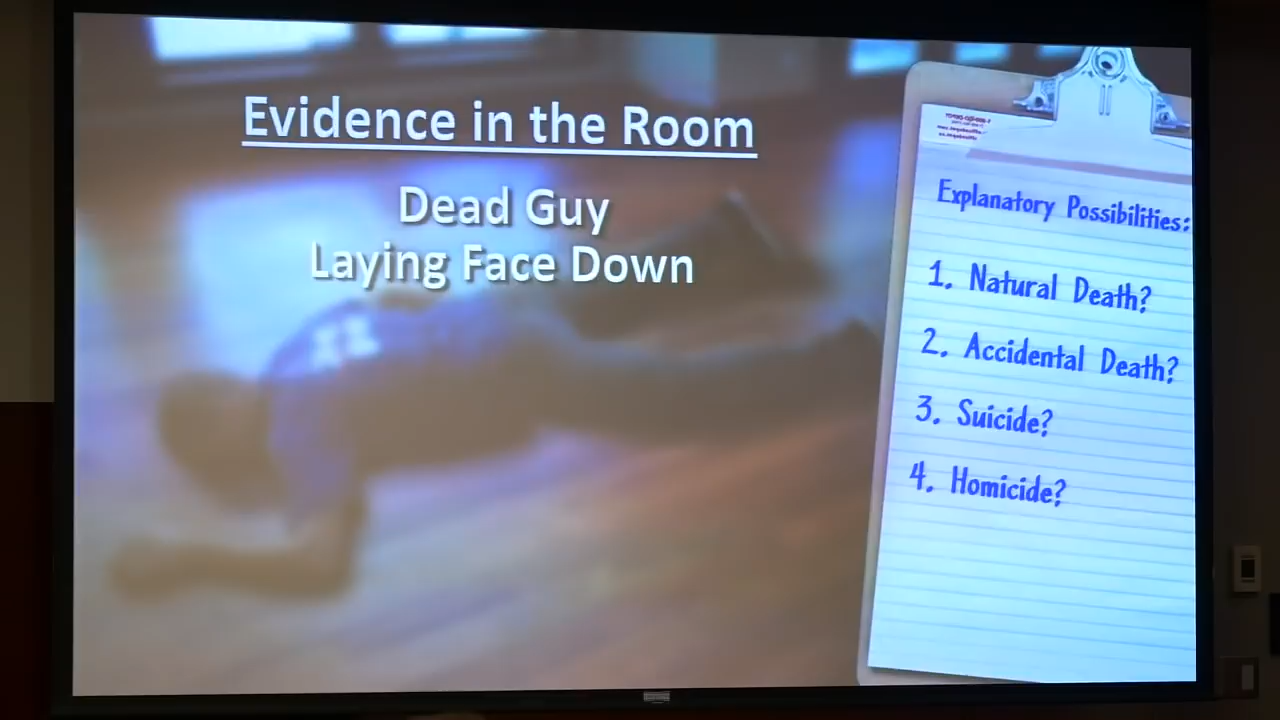 Evidence in the Room
Dead Guy
Laying Face Down
Explanatory Possibilities:
1. Natural Death?
2. Accidental Death?
3. Suicide?
4. Homicide?